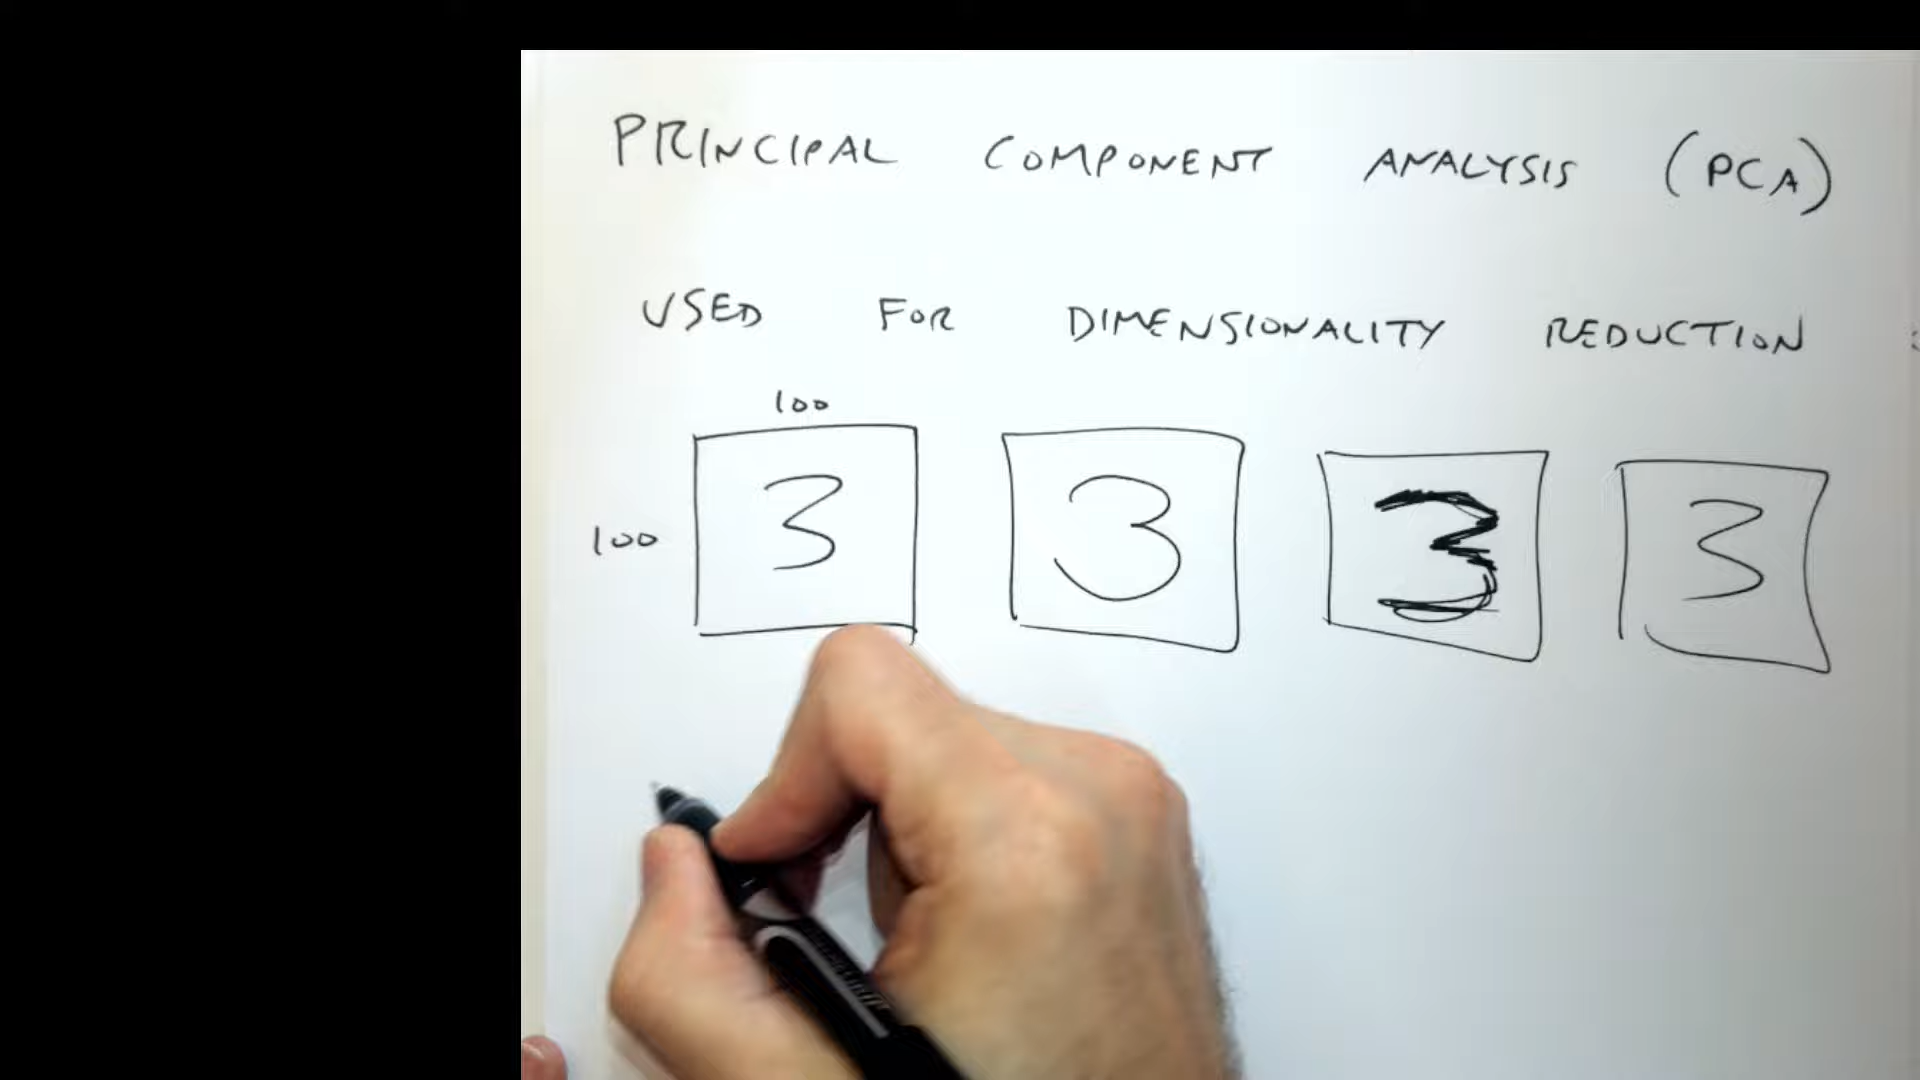 PRINCIPAL COMPONENT ANALYSIS (PCA)
USED FOR DIMENSIONALITY REDUCTION
100
100 3 3 3 3